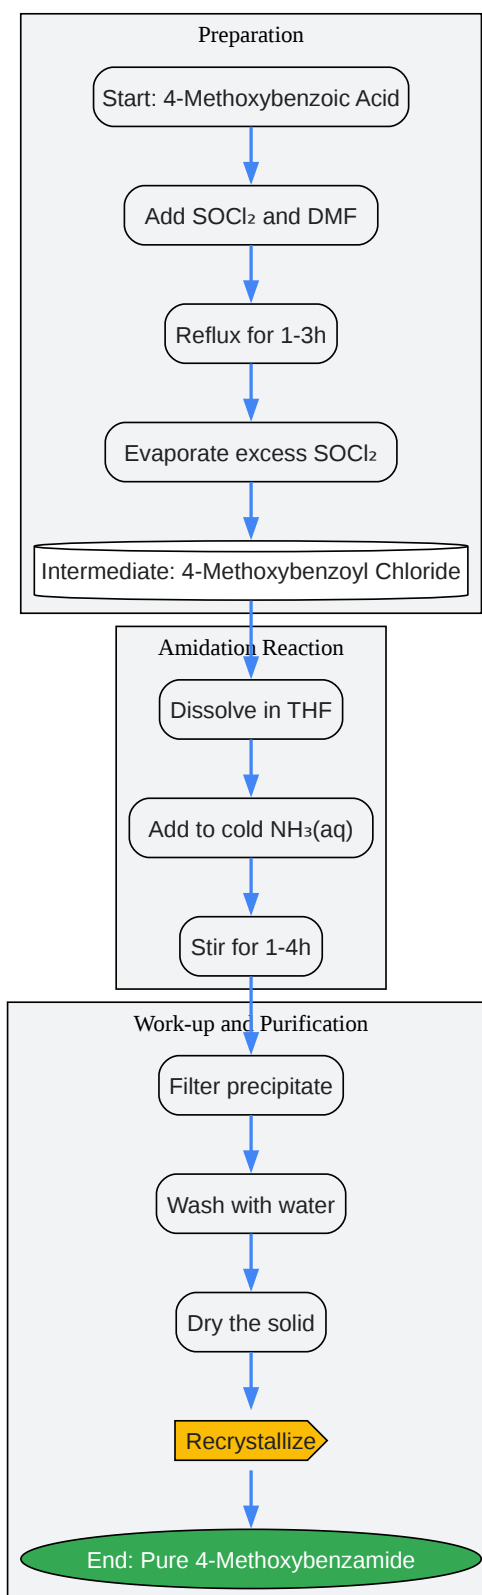 Preparation
Start: 4-Methoxybenzoic Acid
Add SOCl₂ and DMF
Reflux for 1-3h
Evaporate excess SOCl₂
Intermediate: 4-Methoxybenzoyl Chloride
Amidation Reaction
Dissolve in THF
Add to cold NH₃(aq)
Stir for 1-4h
Work-up and Purification
Filter precipitate
Wash with water
Dry the solid
Recrystallize
End: Pure 4-Methoxybenzamide